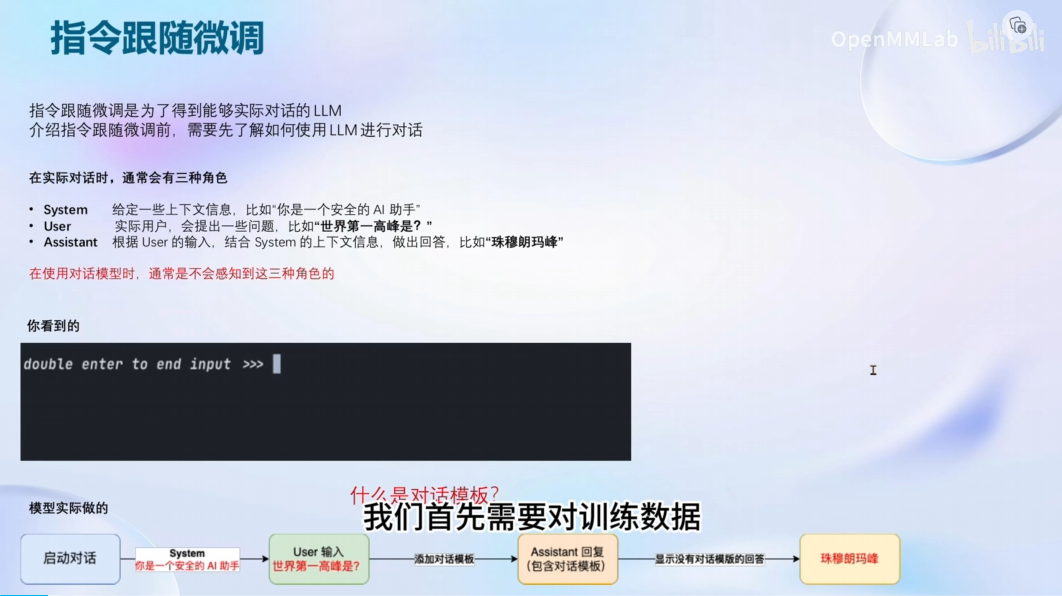 指令跟随微调
OpenMMLab bilibili
指令跟随微调是为了得到能够实际对话的 LLM
介绍指令跟随微调前，需要先了解如何使用 LLM 进行对话
在实际对话时，通常会有三种角色
• System 给定一些上下文信息，比如“你是一个安全的 AI 助手”
• User 实际用户，会提出一些问题，比如“世界第一高峰是？”
• Assistant 根据 User 的输入，结合 System 的上下文信息，做出回答，比如“珠穆朗玛峰”
在使用对话模型时，通常是不会感知到这三种角色的
你看到的
double enter to end input >>>
什么是对话模板？
我们首先需要对训练数据
模型实际做的
启动对话
System
你是一个安全的 AI 助手
User 输入
世界第一高峰是？
添加对话模板
Assistant 回复
（包含对话模板）
显示没有对话模版的回答
珠穆朗玛峰